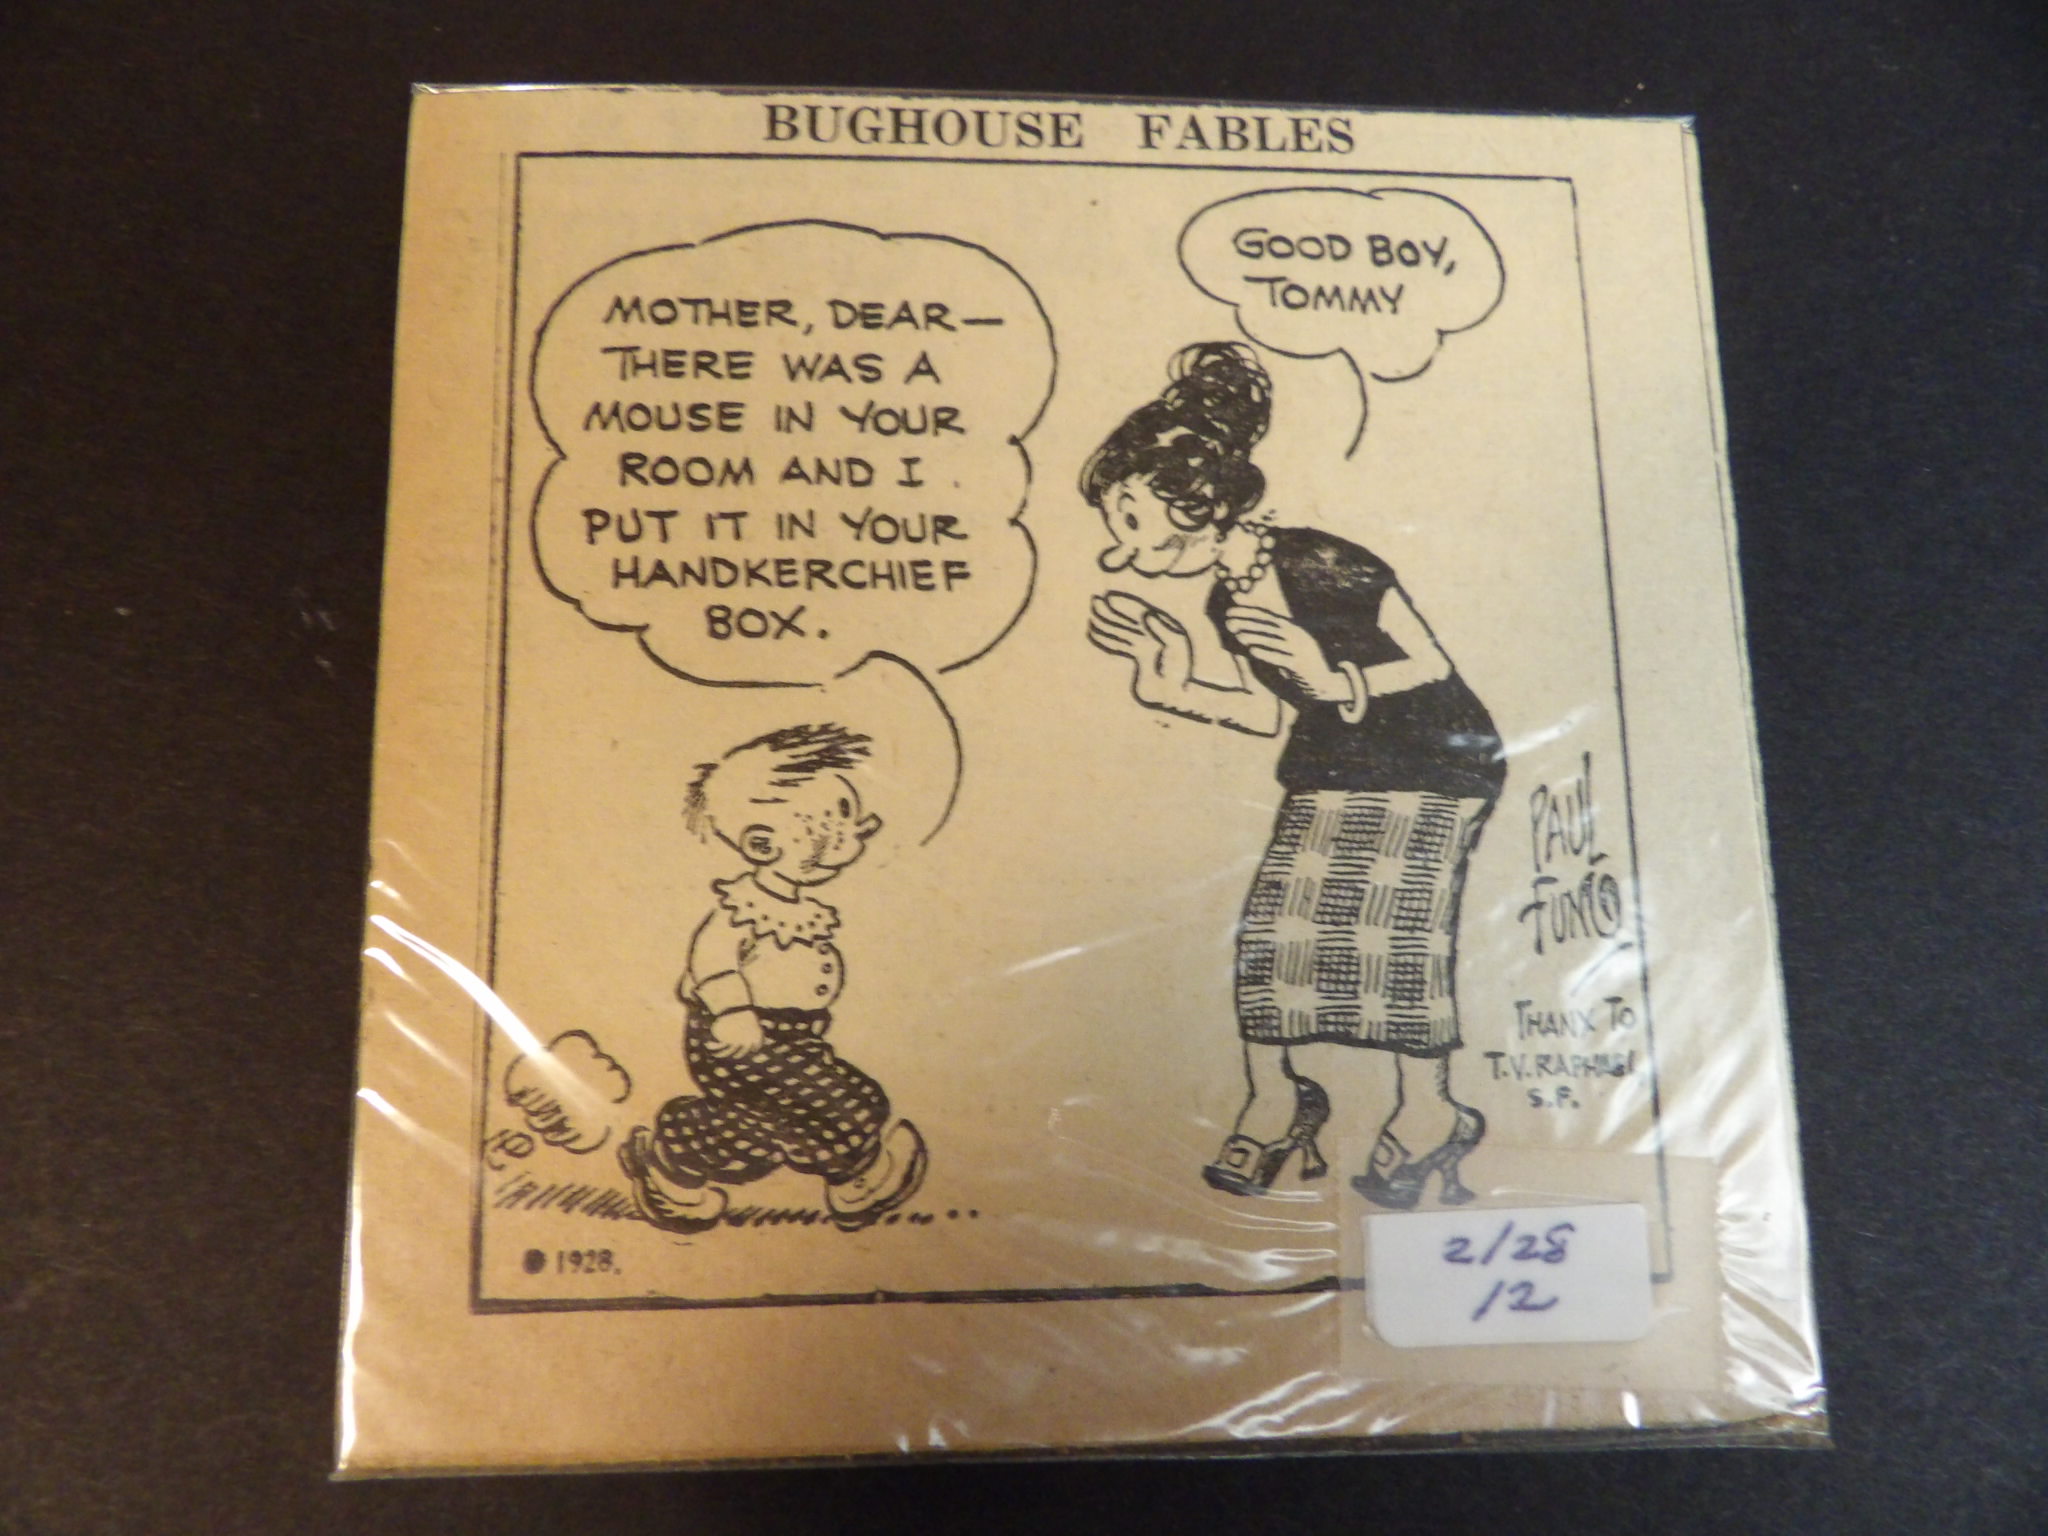 BUGHOUSE FABLES
MOTHER, DEAR—
THERE WAS A
MOUSE IN YOUR
ROOM AND I
PUT IT IN YOUR
HANDKERCHIEF
BOX.
GOOD BOY,
TOMMY
PAUL
FUNG
THANX TO
T.V. RAPHAEL
S.F.
1928.
2/28
12